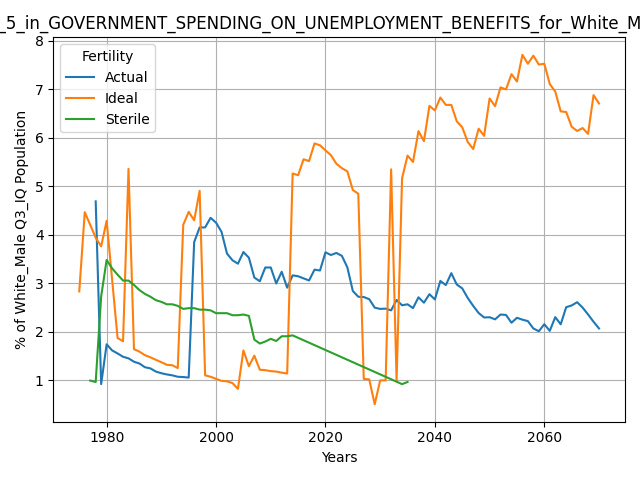 _5_in_GOVERNMENT_SPENDING_ON_UNEMPLOYMENT_BENEFITS_for_White_M
% of White_Male Q3_IQ Population
8
7
6
5
4
3
2
1
Fertility
Actual
Ideal
Sterile
1980 2000 2020 2040 2060
Years